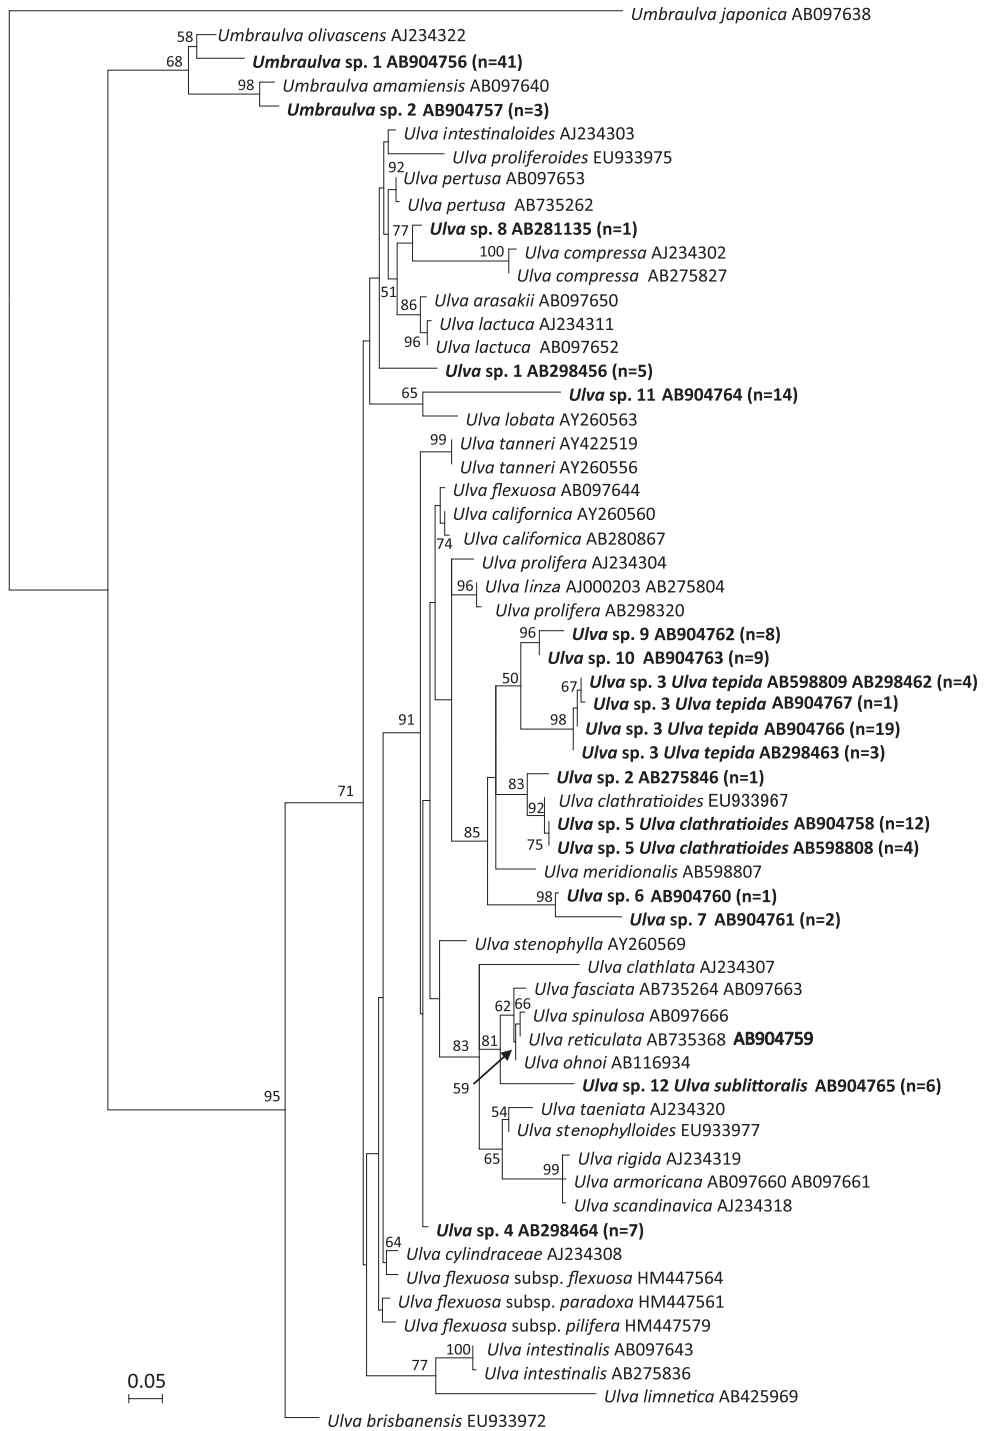 Umbraulva japonica AB097638
58 Umbraulva olivascens AJ234322
68 Umbraulva sp. 1 AB904756 (n=41)
98 Umbraulva amamiensis AB097640
Umbraulva sp. 2 AB904757 (n=3)
Ulva intestinaloides AJ234303
Ulva proliferoides EU933975
92 Ulva pertusa AB097653
Ulva pertusa AB735262
77 Ulva sp. 8 AB281135 (n=1)
100 Ulva compressa AJ234302
Ulva compressa AB275827
51
86 Ulva arasakii AB097650
Ulva lactuca AJ234311
96 Ulva lactuca AB097652
Ulva sp. 1 AB298456 (n=5)
65 Ulva sp. 11 AB904764 (n=14)
Ulva lobata AY260563
99 Ulva tanneri AY422519
Ulva tanneri AY260556
Ulva flexuosa AB097644
Ulva californica AY260560
74 Ulva califomica AB280867
Ulva prolifera AJ234304
96 Ulva linza AJ000203 AB275804
Ulva prolifera AB298320
96 Ulva sp. 9 AB904762 (n=8)
Ulva sp. 10 AB904763 (n=9)
50 67 Ulva sp. 3 Ulva tepida AB598809 AB298462 (n=4)
Ulva sp. 3 Ulva tepida AB904767 (n=1)
98 Ulva sp. 3 Ulva tepida AB904766 (n=19)
91
Ulva sp. 3 Ulva tepida AB298463 (n=3)
83 Ulva sp. 2 AB275846 (n=1)
71
92 Ulva clathratioides EU933967
85 Ulva sp. 5 Ulva clathratioides AB904758 (n=12)
75 Ulva sp. 5 Ulva clathratioides AB598808 (n=4)
Ulva meridionalis AB598807
98 Ulva sp. 6 AB904760 (n=1)
Ulva sp. 7 AB904761 (n=2)
Ulva stenophylla AY260569
Ulva clathlata AJ234307
Ulva fasciata AB735264 AB097663
62 66 Ulva spinulosa AB097666
83 81 Ulva reticulata AB735368 AB904759
Ulva ohnoi AB116934
59 Ulva sp. 12 Ulva sublittoralis AB904765 (n=6)
95
54 Ulva taeniata AJ234320
Ulva stenophylloides EU933977
65 Ulva rigida AJ234319
99 Ulva armoricana AB097660 AB097661
Ulva scandinavica AJ234318
Ulva sp. 4 AB298464 (n=7)
64 Ulva cylindraceae AJ234308
Ulva flexuosa subsp. flexuosa HM447564
Ulva flexuosa subsp. paradoxa HM447561
Ulva flexuosa subsp. pilifera HM447579
100 Ulva intestinalis AB097643
77 Ulva intestinalis AB275836
0.05
Ulva limnetica AB425969
Ulva brisbanensis EU933972